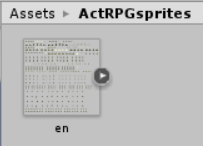 Assets ▸ ActRPGsprites
en